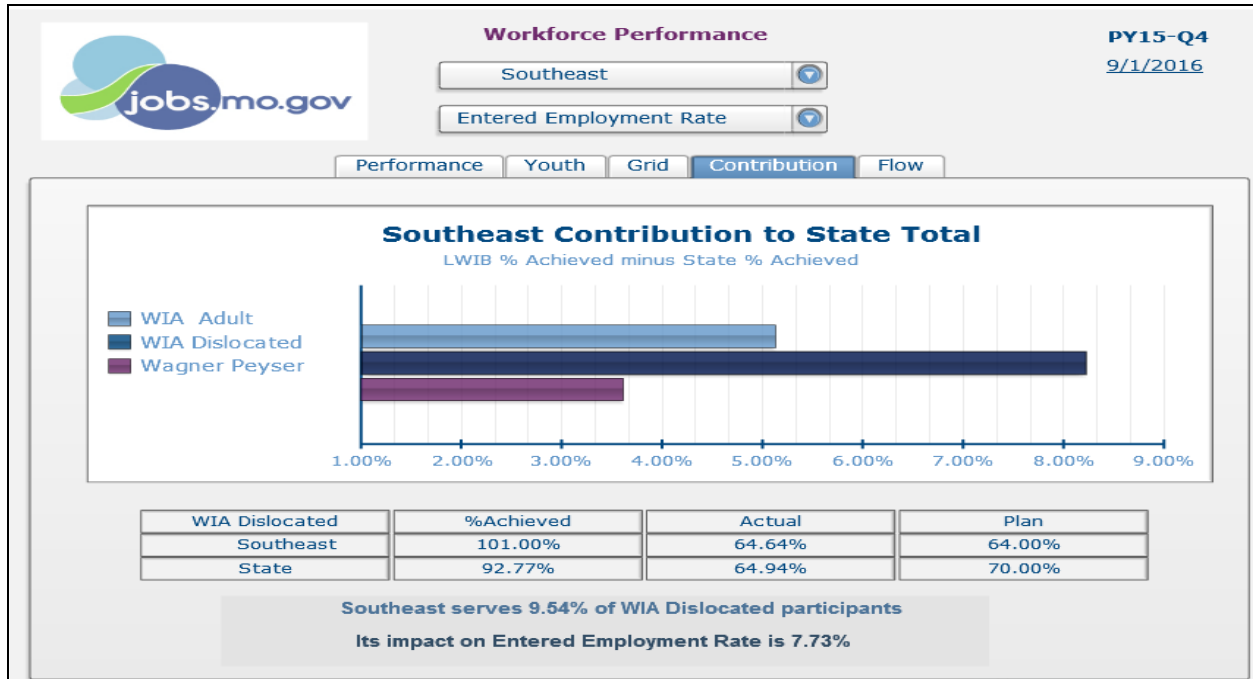 Workforce Performance
PY15-Q4
jobs.mo.gov
Southeast
9/1/2016
Entered Employment Rate
Performance Youth Grid Contribution Flow
Southeast Contribution to State Total
LWIB % Achieved minus State % Achieved
WIA Adult
WIA Dislocated
Wagner Peyser
1.00% 2.00% 3.00% 4.00% 5.00% 6.00% 7.00% 8.00% 9.00%
WIA Dislocated %Achieved Actual Plan
Southeast 101.00% 64.64% 64.00%
State 92.77% 64.94% 70.00%
Southeast serves 9.54% of WIA Dislocated participants
Its impact on Entered Employment Rate is 7.73%